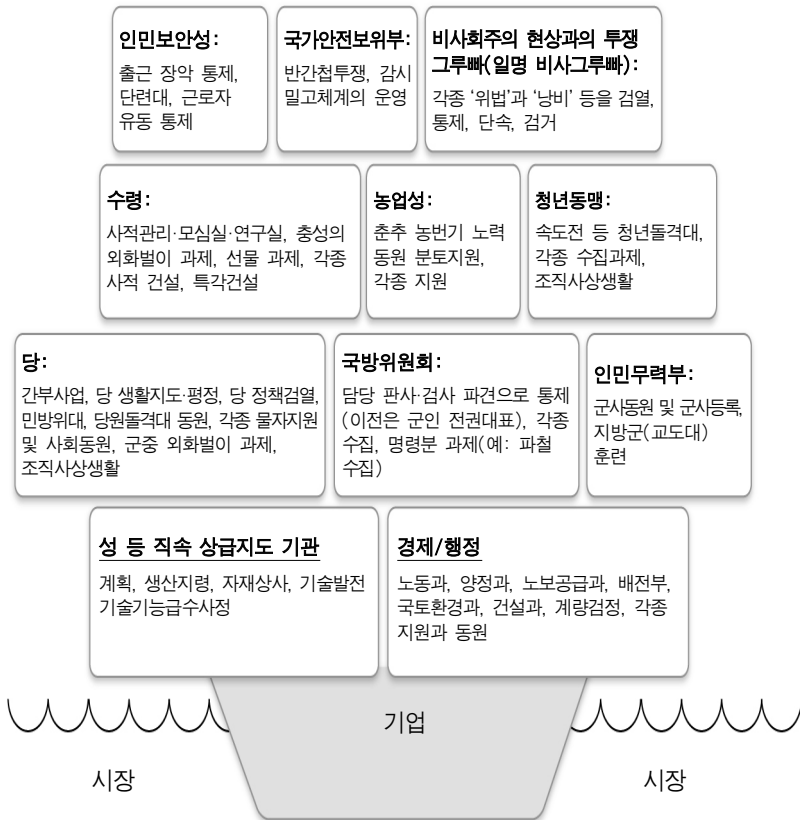 인민보안성:
출근 장악 통제,
단련대, 근로자
유동 통제
국가안전보위부:
반간첩투쟁, 감시
밀고체계의 운영
비사회주의 현상과의 투쟁
그루빠(일명 비사그루빠):
각종 ‘위법’과 ‘낭비’ 등을 검열,
통제, 단속, 검거
수령:
사적관리·모심실·연구실, 충성의
외화벌이 과제, 선물 과제, 각종
사적 건설, 특각건설
농업성:
춘추 농번기 노력
동원 분토지원,
각종 지원
청년동맹:
속도전 등 청년돌격대,
각종 수집과제,
조직사상생활
당:
간부사업, 당 생활지도·평정, 당 정책검열,
민방위대, 당원돌격대 동원, 각종 물자지원
및 사회동원, 군중 외화벌이 과제,
조직사상생활
국방위원회:
담당 판사·검사 파견으로 통제
(이전은 군인 전권대표), 각종
수집, 명령분 과제(예: 파철
수집)
인민무력부:
군사동원 및 군사등록,
지방군(교도대)
훈련
성 등 직속 상급지도 기관
계획, 생산지령, 자재상사, 기술발전
기술기능급수사정
경제/행정
노동과, 양정과, 노보공급과, 배전부,
국토환경과, 건설과, 계량검정, 각종
지원과 동원
기업
시장
시장